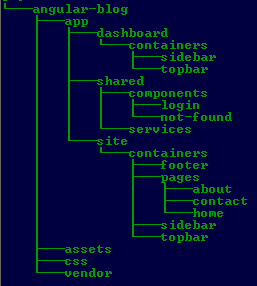 angular-blog
app
dashboard
containers
sidebar
topbar
shared
components
login
not-found
services
site
containers
footer
pages
about
contact
home
sidebar
topbar
assets
css
vendor